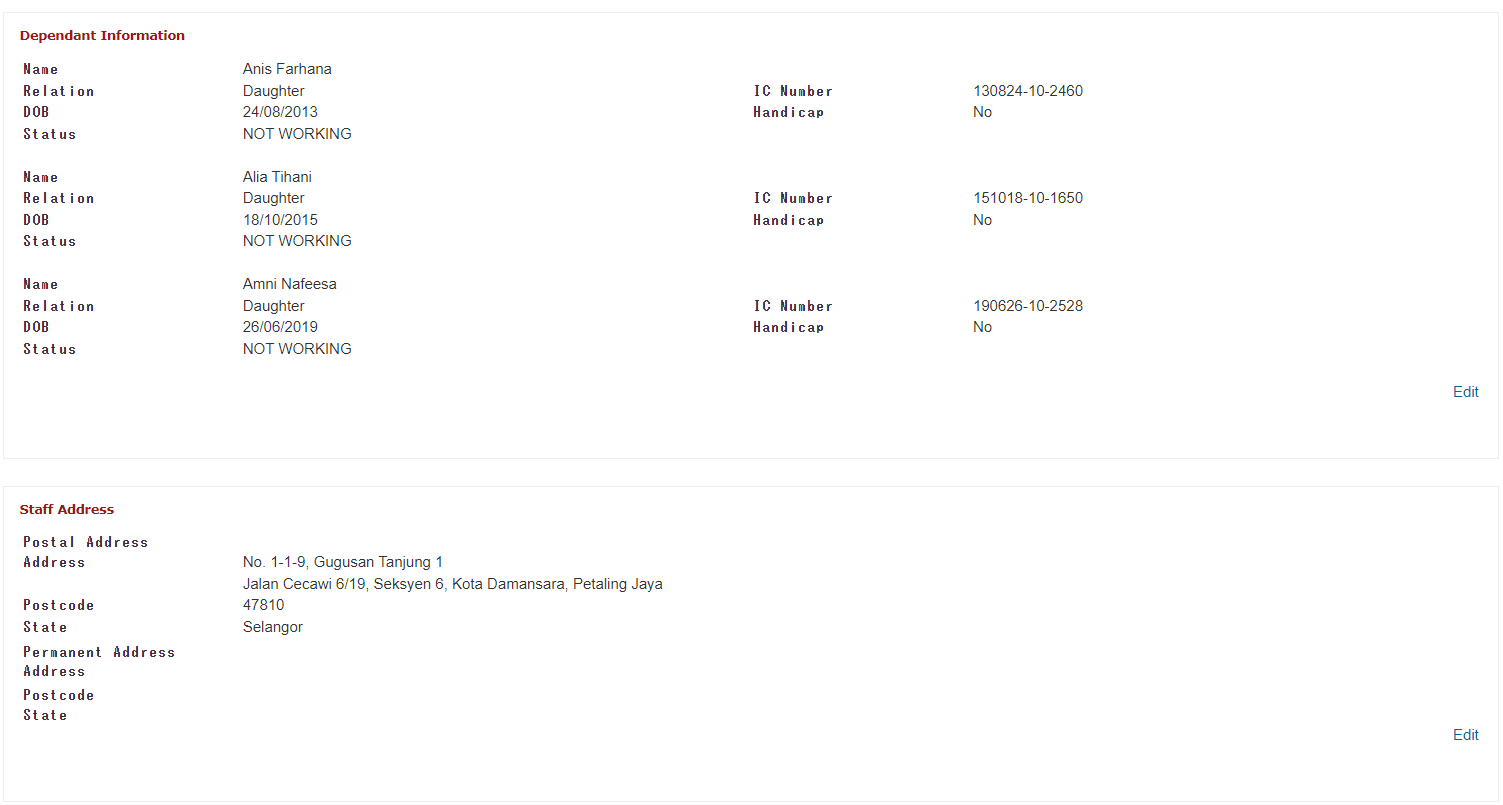 Dependant Information
Name Anis Farhana
Relation Daughter IC Number 130824-10-2460
DOB 24/08/2013 Handicap No
Status NOT WORKING
Name Alia Tihani
Relation Daughter IC Number 151018-10-1650
DOB 18/10/2015 Handicap No
Status NOT WORKING
Name Amni Nafeesa
Relation Daughter IC Number 190626-10-2528
DOB 26/06/2019 Handicap No
Status NOT WORKING
Edit
Staff Address
Postal Address
Address No. 1-1-9, Gugusan Tanjung 1
Jalan Cecawi 6/19, Seksyen 6, Kota Damansara, Petaling Jaya
Postcode 47810
State Selangor
Permanent Address
Address
Postcode
State
Edit